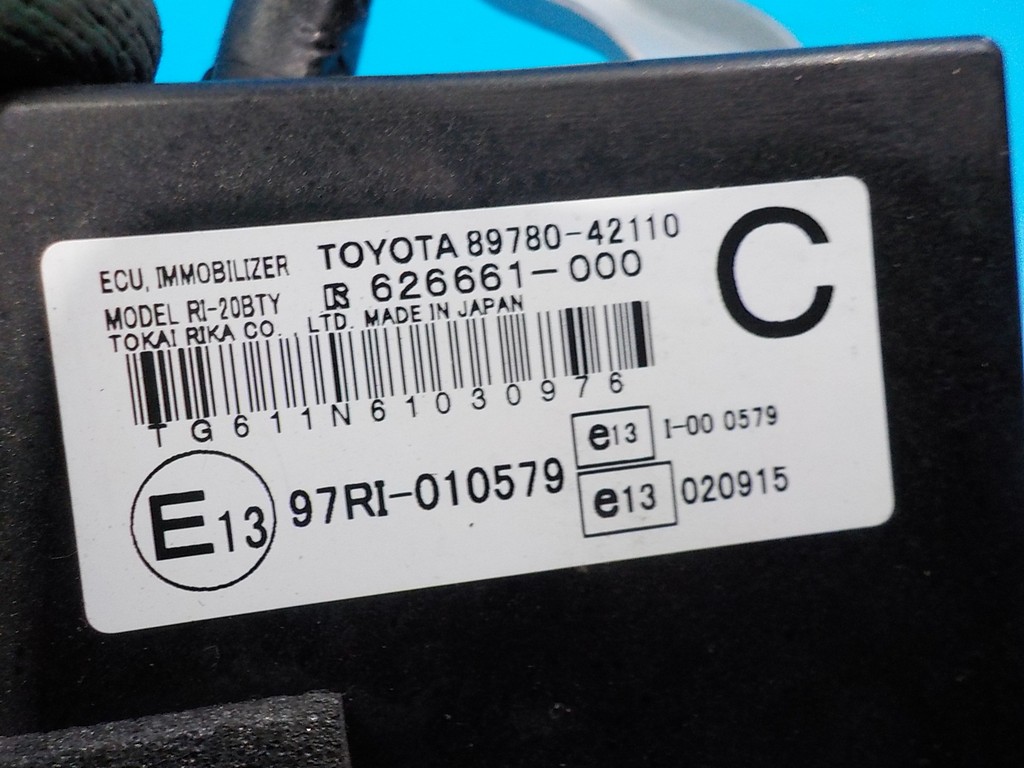 ECU, IMMOBILIZER TOYOTA 89780-42110
MODEL RI-20BTY 626661-000
TOKAI RIKA CO., LTD. MADE IN JAPAN
C
TG611N61030976
e13 I-00 0579
E13 97RI-010579
e13 020915